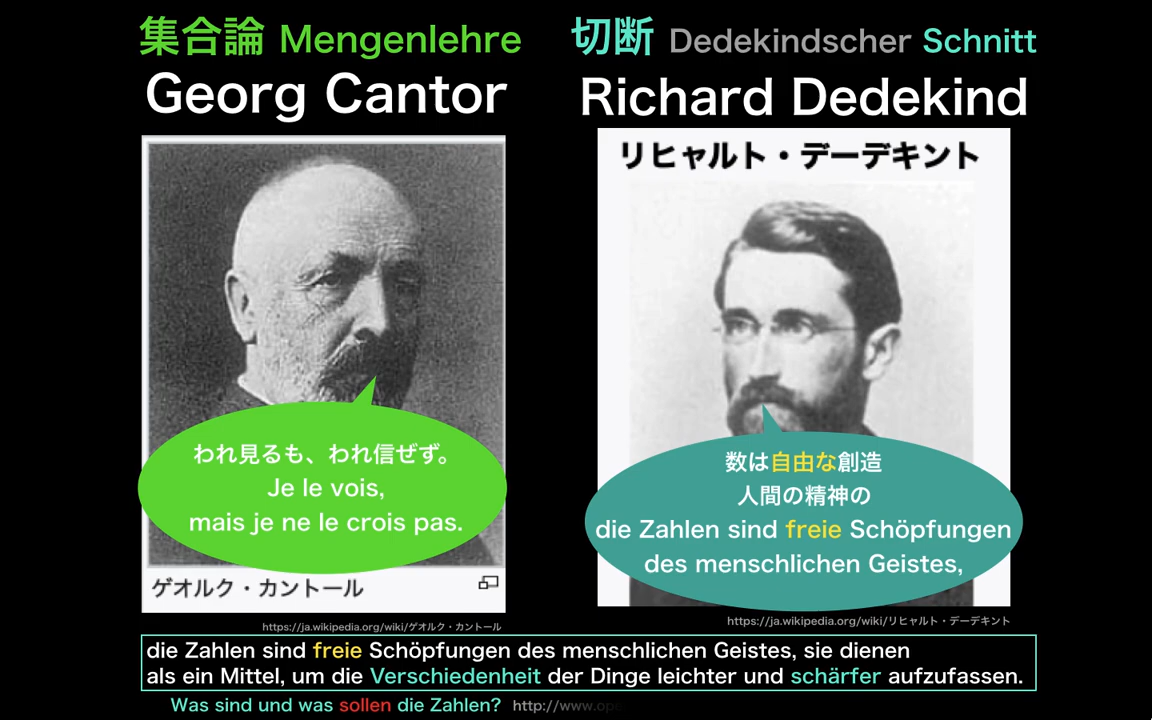 集合論 Mengenlehre
Georg Cantor
われ見るも、われ信ぜず。
Je le vois,
mais je ne le crois pas.
ゲオルク・カントール
https://ja.wikipedia.org/wiki/ゲオルク・カントール
切断 Dedekindscher Schnitt
Richard Dedekind
リヒャルト・デーデキント
数は自由な創造
人間の精神の
die Zahlen sind freie Schöpfungen
des menschlichen Geistes,
https://ja.wikipedia.org/wiki/リヒャルト・デーデキント
die Zahlen sind freie Schöpfungen des menschlichen Geistes, sie dienen
als ein Mittel, um die Verschiedenheit der Dinge leichter und schärfer aufzufassen.
Was sind und was sollen die Zahlen? http://www.ope